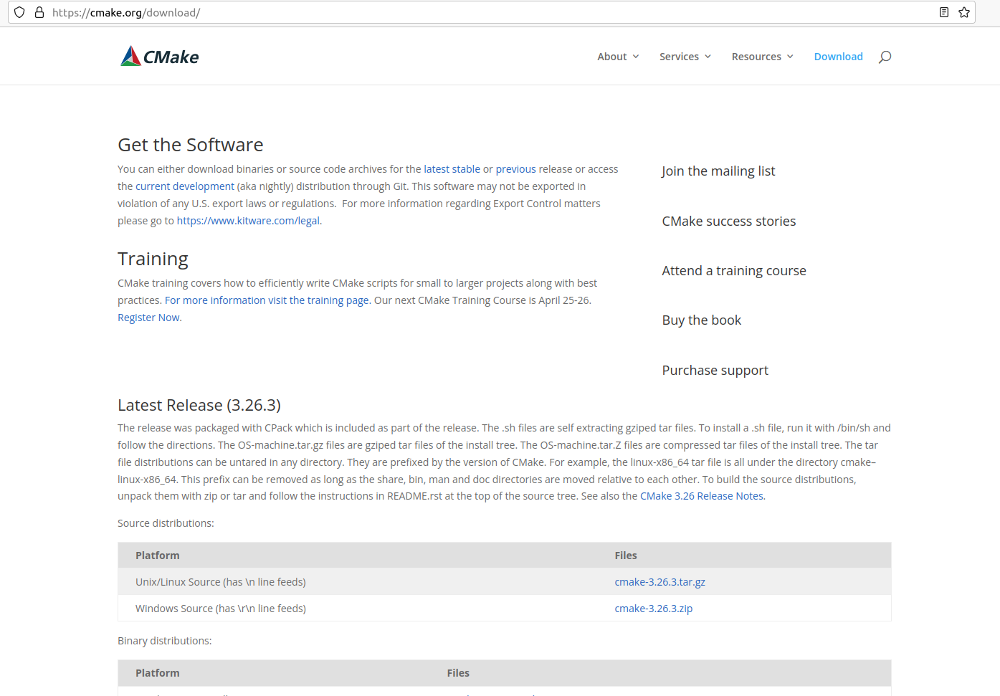 https://cmake.org/download/
CMake
About
Services
Resources
Download
Get the Software
You can either download binaries or source code archives for the latest stable or previous release or access
the current development (aka nightly) distribution through Git. This software may not be exported in
violation of any U.S. export laws or regulations.  For more information regarding Export Control matters
please go to https://www.kitware.com/legal.
Training
CMake training covers how to efficiently write CMake scripts for small to larger projects along with best
practices. For more information visit the training page. Our next CMake Training Course is April 25-26.
Register Now.
Join the mailing list
CMake success stories
Attend a training course
Buy the book
Purchase support
Latest Release (3.26.3)
The release was packaged with CPack which is included as part of the release. The .sh files are self extracting gziped tar files. To install a .sh file, run it with /bin/sh and
follow the directions. The OS-machine.tar.gz files are gziped tar files of the install tree. The OS-machine.tar.Z files are compressed tar files of the install tree. The tar
file distributions can be untared in any directory. They are prefixed by the version of CMake. For example, the linux-x86_64 tar file is all under the directory cmake–
linux-x86_64. This prefix can be removed as long as the share, bin, man and doc directories are moved relative to each other. To build the source distributions,
unpack them with zip or tar and follow the instructions in README.rst at the top of the source tree. See also the CMake 3.26 Release Notes.
Source distributions:
Platform Files
Unix/Linux Source (has \n line feeds) cmake-3.26.3.tar.gz
Windows Source (has \r\n line feeds) cmake-3.26.3.zip
Binary distributions:
Platform Files